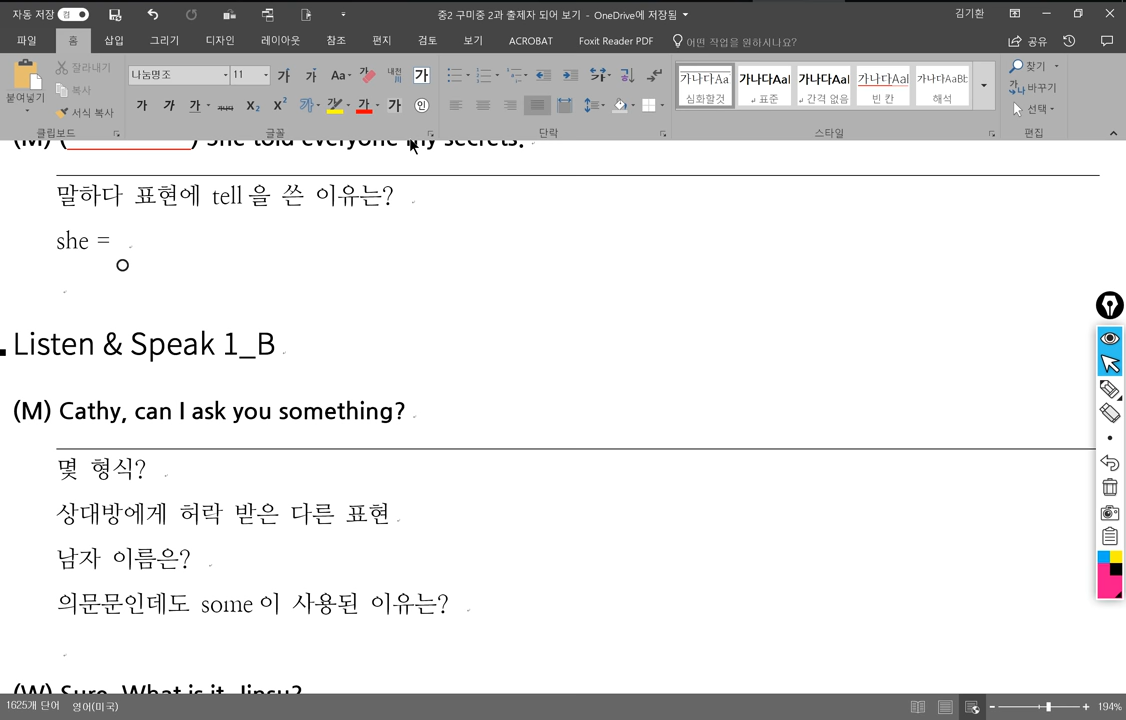 자동 저장 켬
중2 구미중 2과 출제자 되어 보기 - OneDrive에 저장됨
김기환
파일 홈 삽입 그리기 디자인 레이아웃 참조 편지 검토 보기 ACROBAT Foxit Reader PDF 어떤 작업을 원하시나요? 공유
붙여넣기 잘라내기 복사 서식 복사
나눔명조 11
가나다Aa 심화할것
가나다Aal 표준
가나다Aal 간격 없음
가나다Aal 빈 칸
가나다AaBb 해석
찾기 바꾸기 선택
클립보드 글꼴 단락 스타일 편집
(M) ( ) She told everyone my secrets.
말하다 표현에 tell을 쓴 이유는?
she =
Listen & Speak 1_B
(M) Cathy, can I ask you something?
몇 형식?
상대방에게 허락 받은 다른 표현
남자 이름은?
의문문인데도 some이 사용된 이유는?
(W) Sure. What is it, Jinsu?
1625개 단어 영어(미국) 194%